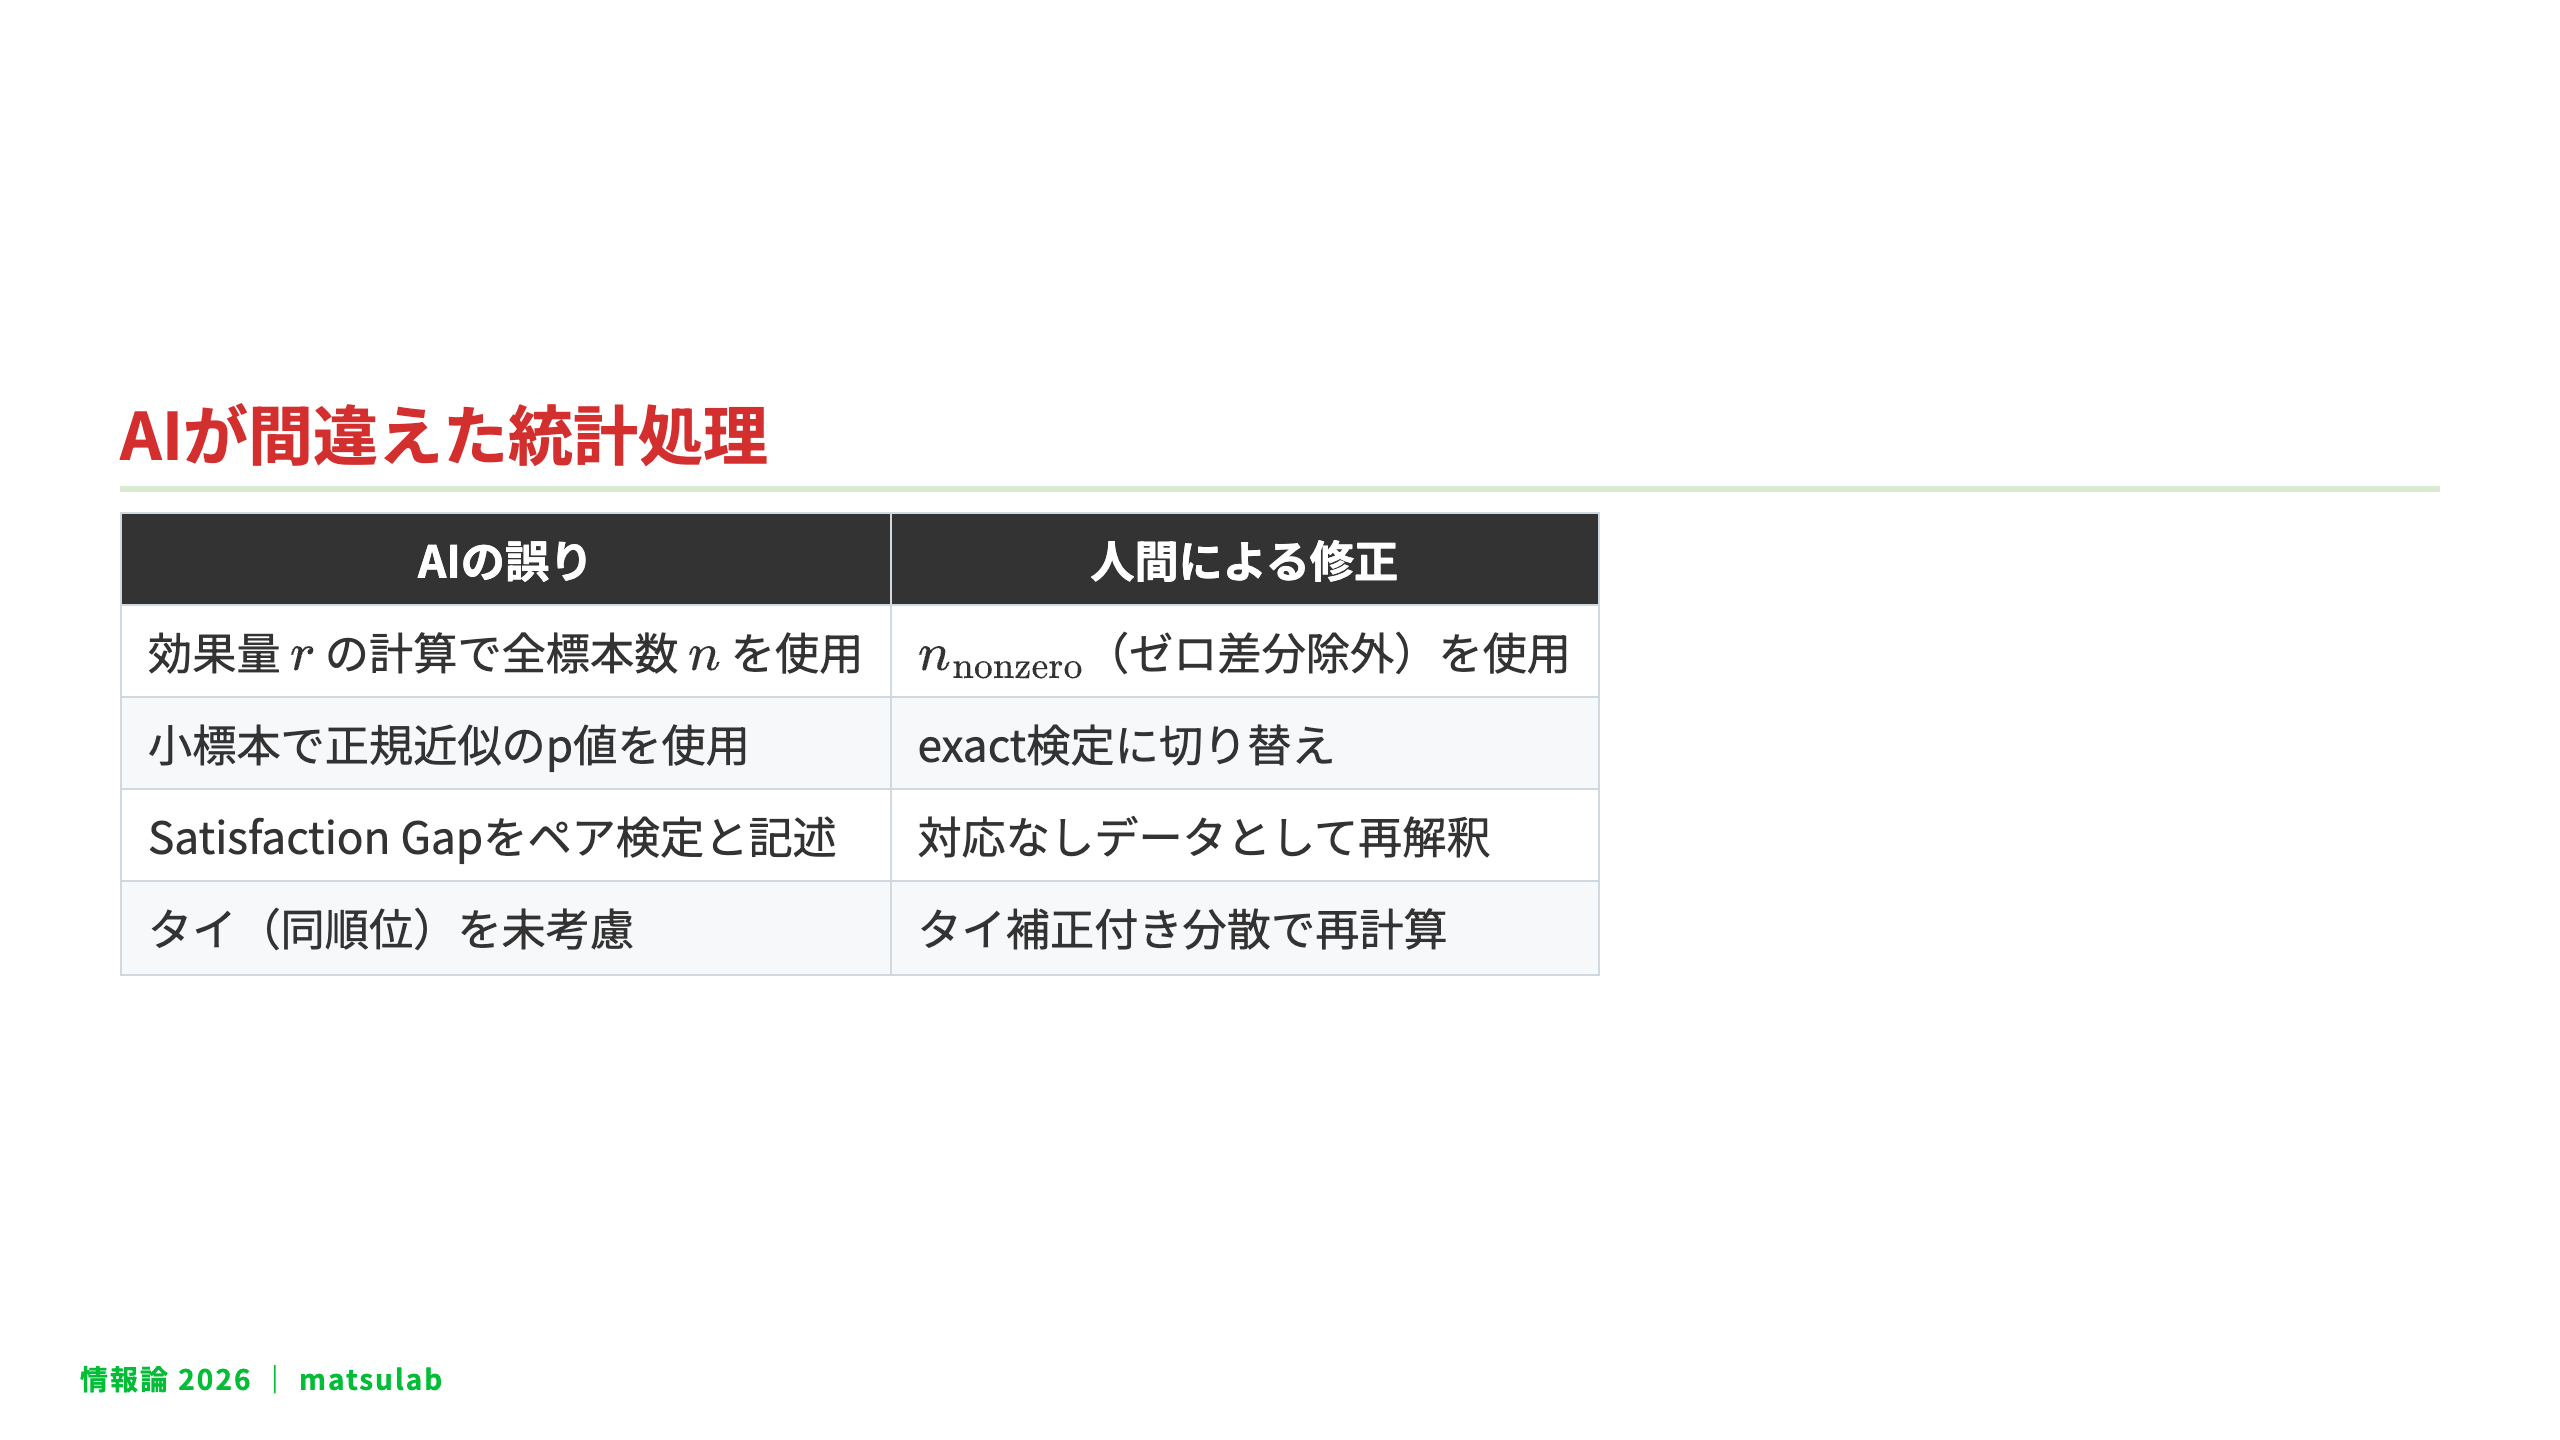 AIが間違えた統計処理
AIの誤り 人間による修正
効果量 r の計算で全標本数 n を使用 n_nonzero（ゼロ差分除外）を使用
小標本で正規近似のp値を使用 exact検定に切り替え
Satisfaction Gapをペア検定と記述 対応なしデータとして再解釈
タイ（同順位）を未考慮 タイ補正付き分散で再計算
情報論 2026 ｜ matsulab